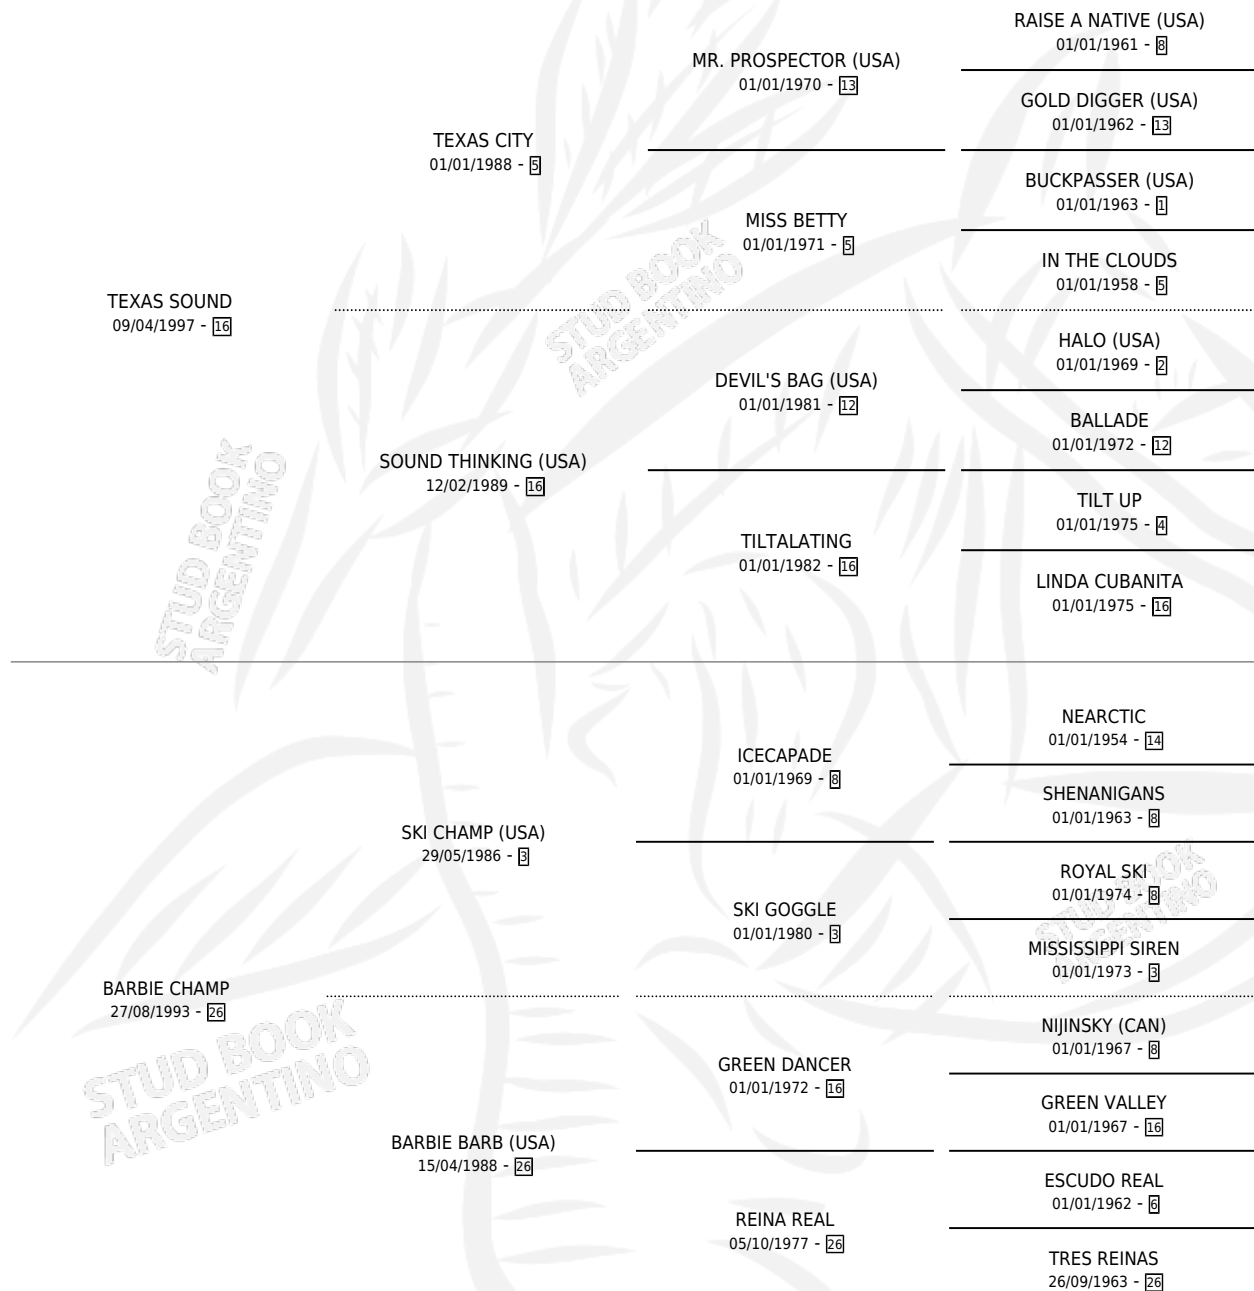 RAISE A NATIVE (USA)
01/01/1961 - 8
MR. PROSPECTOR (USA)
01/01/1970 - 13
GOLD DIGGER (USA)
01/01/1962 - 13
TEXAS CITY
01/01/1988 - 5
BUCKPASSER (USA)
01/01/1963 - 1
MISS BETTY
01/01/1971 - 5
IN THE CLOUDS
01/01/1958 - 5
TEXAS SOUND
09/04/1997 - 16
HALO (USA)
01/01/1969 - 2
DEVIL'S BAG (USA)
01/01/1981 - 12
BALLADE
01/01/1972 - 12
SOUND THINKING (USA)
12/02/1989 - 16
TILT UP
01/01/1975 - 4
TILTALATING
01/01/1982 - 16
LINDA CUBANITA
01/01/1975 - 16
NEARCTIC
01/01/1954 - 14
ICECAPADE
01/01/1969 - 8
SHENANIGANS
01/01/1963 - 8
SKI CHAMP (USA)
29/05/1986 - 3
ROYAL SKI
01/01/1974 - 8
SKI GOGGLE
01/01/1980 - 3
MISSISSIPPI SIREN
01/01/1973 - 3
BARBIE CHAMP
27/08/1993 - 26
NIJINSKY (CAN)
01/01/1967 - 8
GREEN DANCER
01/01/1972 - 16
GREEN VALLEY
01/01/1967 - 16
BARBIE BARB (USA)
15/04/1988 - 26
ESCUDO REAL
01/01/1962 - 6
REINA REAL
05/10/1977 - 26
TRES REINAS
26/09/1963 - 26
STUD BOOK
ARGENTINO
STUD BOOK
ARGENTINO
STUD BOOK
ARGENTINO
STUD BOOK
ARGENTINO